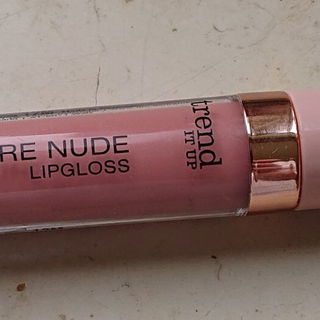 RE NUDE
LIPGLOSS
trend
IT UP